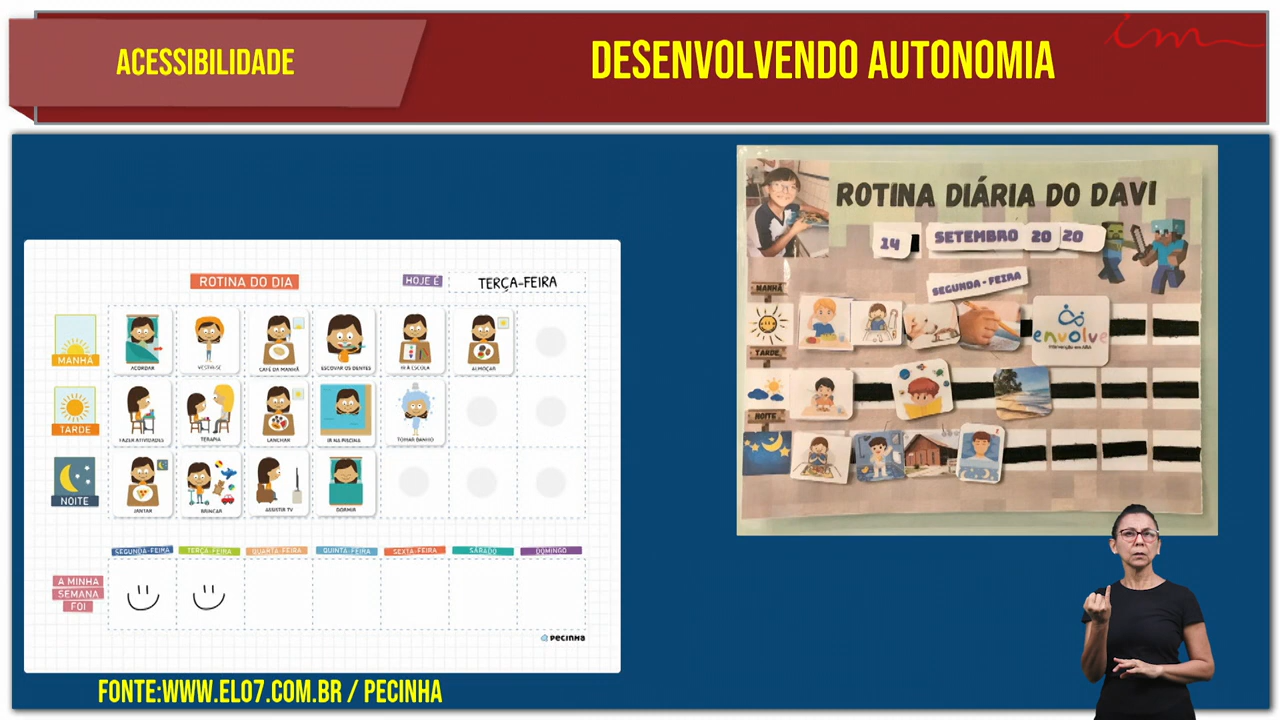 ACESSIBILIDADE
DESENVOLVENDO AUTONOMIA
im
ROTINA DO DIA
HOJE É
TERÇA-FEIRA
MANHÃ
ACORDAR
VESTIR-SE
CAFÉ DA MANHÃ
ESCOVAR OS DENTES
IR À ESCOLA
ALMOÇAR
TARDE
FAZER ATIVIDADES
TERAPIA
LANCHAR
IR NA PISCINA
TOMAR BANHO
NOITE
JANTAR
BRINCAR
ASSISTIR TV
DORMIR
SEGUNDA-FEIRA
TERÇA-FEIRA
QUARTA-FEIRA
QUINTA-FEIRA
SEXTA-FEIRA
SÁBADO
DOMINGO
A MINHA
SEMANA
FOI
PECINHA
ROTINA DIÁRIA DO DAVI
14 SETEMBRO 20 20
SEGUNDA-FEIRA
MANHÃ
envolve
TARDE
NOITE
FONTE:WWW.ELO7.COM.BR / PECINHA